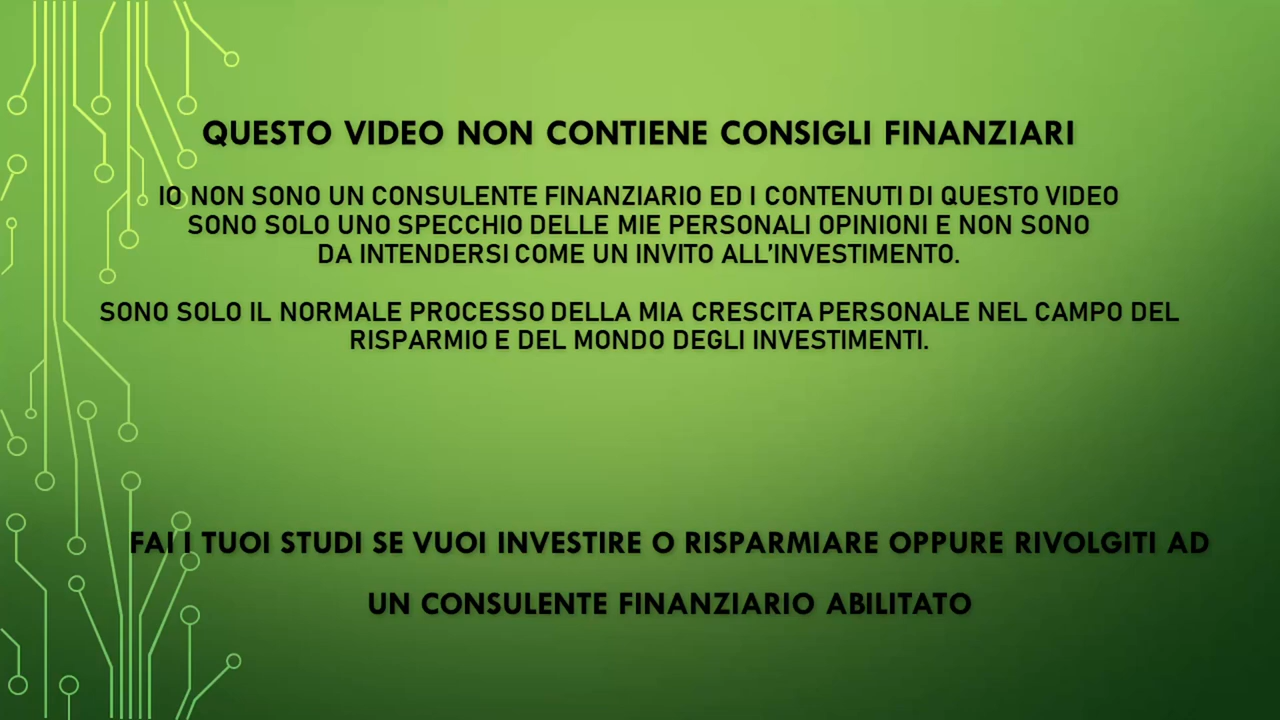 QUESTO VIDEO NON CONTIENE CONSIGLI FINANZIARI
IO NON SONO UN CONSULENTE FINANZIARIO ED I CONTENUTI DI QUESTO VIDEO
SONO SOLO UNO SPECCHIO DELLE MIE PERSONALI OPINIONI E NON SONO
DA INTENDERSI COME UN INVITO ALL'INVESTIMENTO.
SONO SOLO IL NORMALE PROCESSO DELLA MIA CRESCITA PERSONALE NEL CAMPO DEL
RISPARMIO E DEL MONDO DEGLI INVESTIMENTI.
FAI I TUOI STUDI SE VUOI INVESTIRE O RISPARMIARE OPPURE RIVOLGITI AD
UN CONSULENTE FINANZIARIO ABILITATO